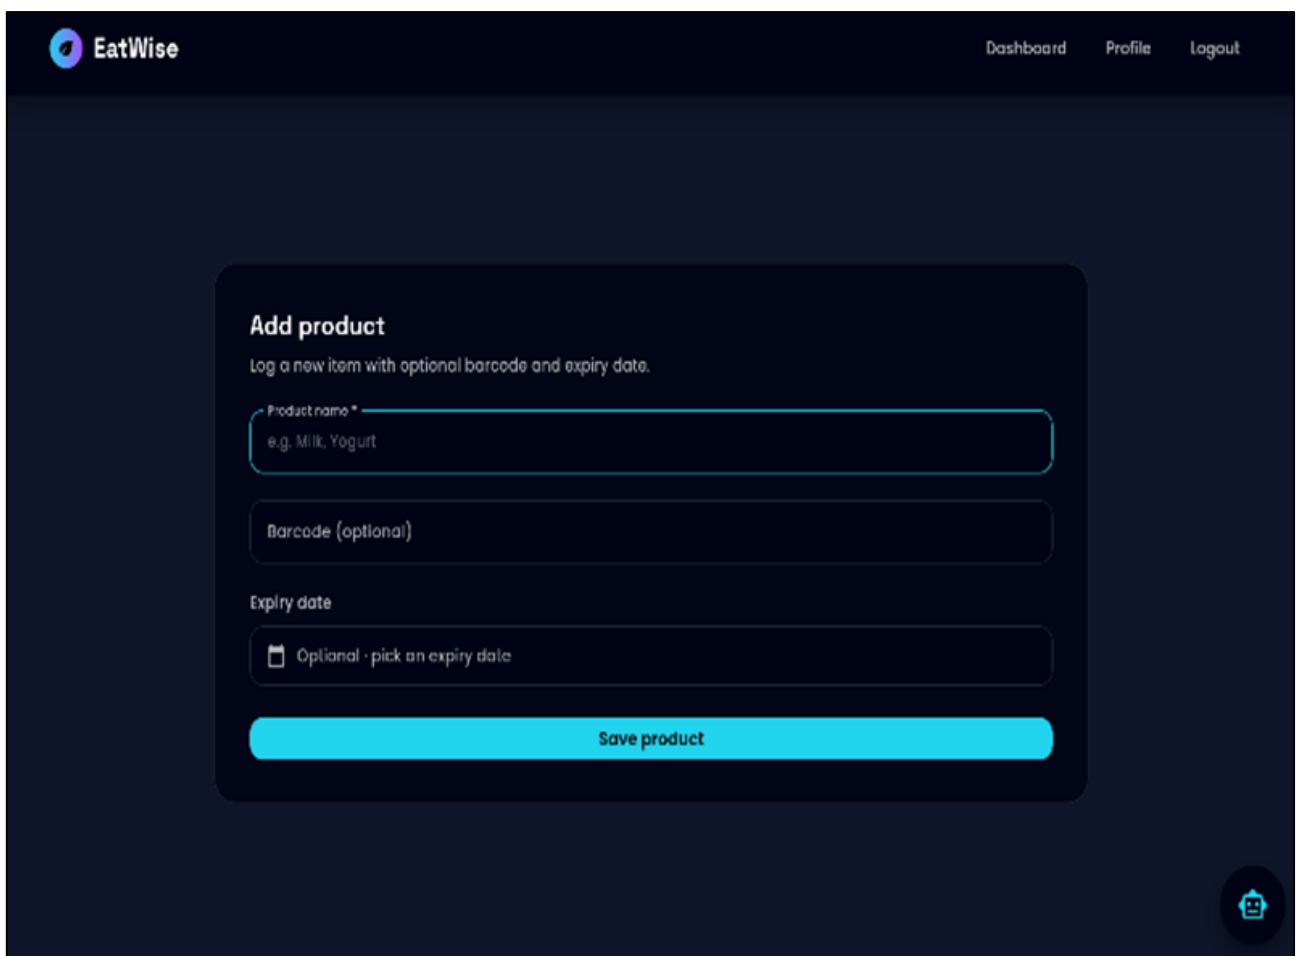 EatWise
Dashboard Profile Logout
Add product
Log a new item with optional barcode and expiry date.
Product name *
e.g. Milk, Yogurt
Barcode (optional)
Expiry date
Optional · pick an expiry date
Save product